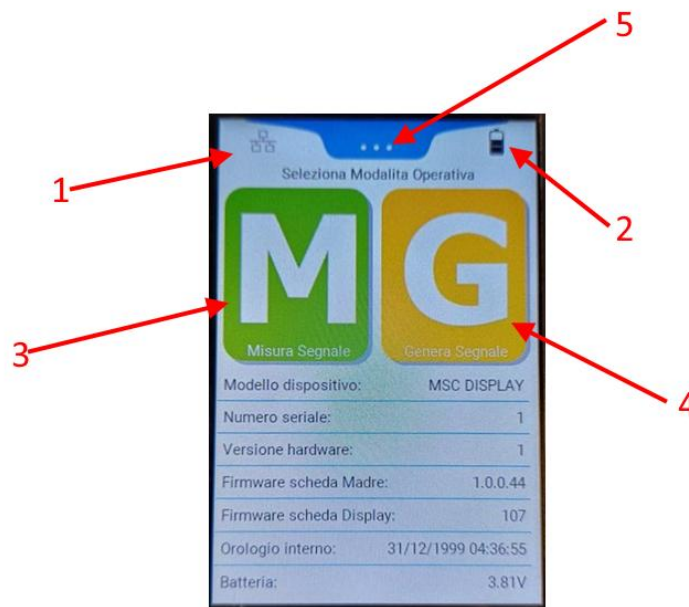 5
1
2
Seleziona Modalita Operativa
M G
Misura Segnale Genera Segnale
3
4
Modello dispositivo: MSC DISPLAY
Numero seriale: 1
Versione hardware: 1
Firmware scheda Madre: 1.0.0.44
Firmware scheda Display: 107
Orologio interno: 31/12/1999 04:36:55
Batteria: 3.81V